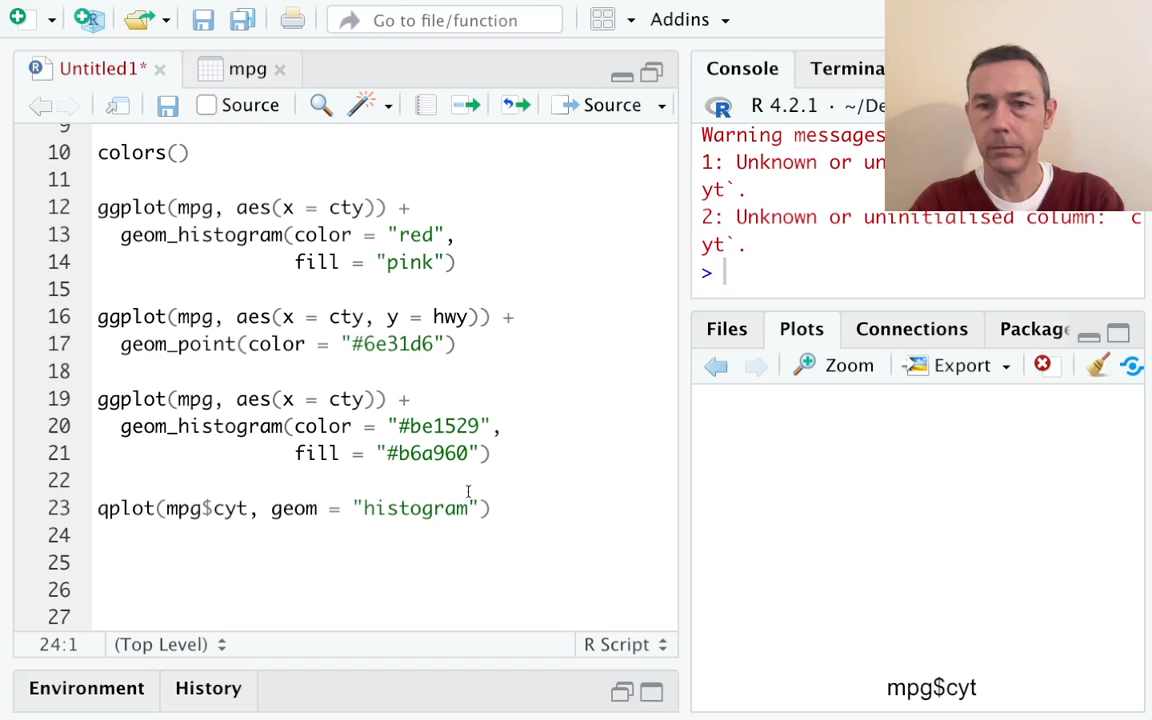 Go to file/function
Addins
Untitled1*
mpg
Source
Source
9
10 colors()
11
12 ggplot(mpg, aes(x = cty)) +
13 geom_histogram(color = "red",
14 fill = "pink")
15
16 ggplot(mpg, aes(x = cty, y = hwy)) +
17 geom_point(color = "#6e31d6")
18
19 ggplot(mpg, aes(x = cty)) +
20 geom_histogram(color = "#be1529",
21 fill = "#b6a960")
22
23 qplot(mpg$cyt, geom = "histogram")
24
25
26
27
24:1 (Top Level) R Script
Environment History
Console Termina
R 4.2.1 · ~/De
Warning messages
1: Unknown or un
yt`.
2: Unknown or uninitialised column: `c
yt`.
>
Files Plots Connections Package
Zoom Export
mpg$cyt